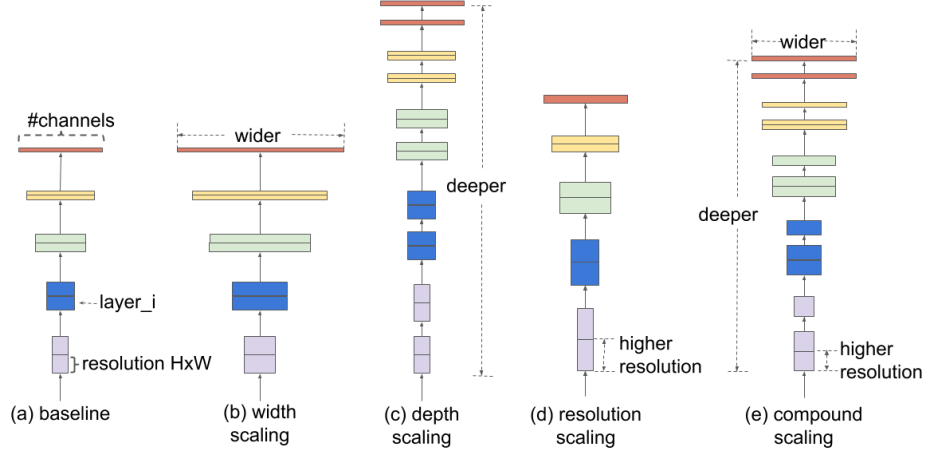 #channels
layer_i
resolution HxW
(a) baseline
wider
(b) width
scaling
deeper
(c) depth
scaling
higher
resolution
(d) resolution
scaling
wider
deeper
higher
resolution
(e) compound
scaling